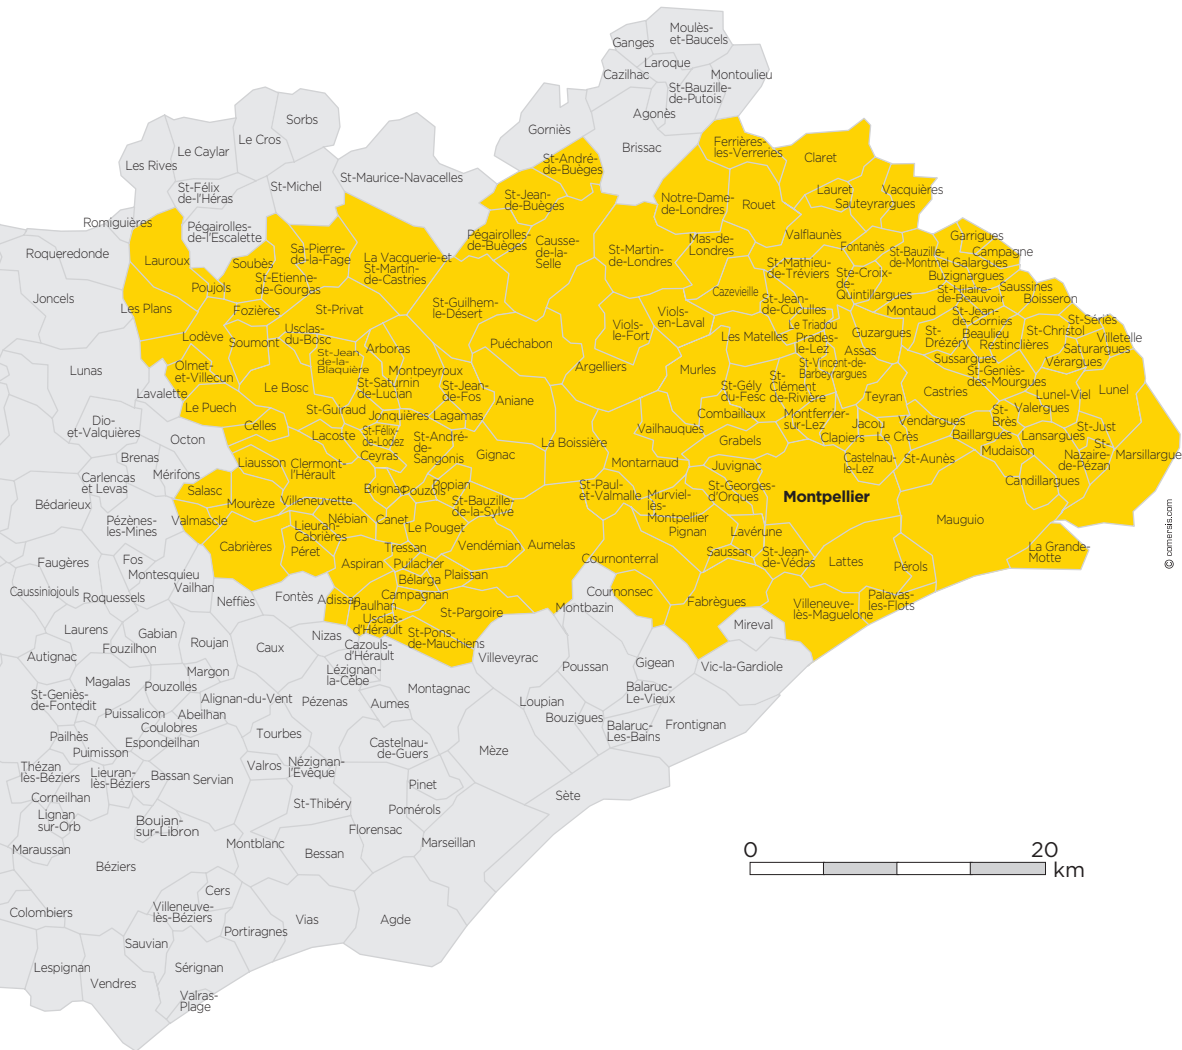 Moulès-
et-Baucels
Ganges
Laroque
Cazilhac
Montoulieu
St-Bauzille-
de-Putois
Agonès
Brissac
Gorniès
Sorbs
Le Cros
Le Caylar
Les Rives
St-Félix
de-l'Héras
St-Michel
St-Maurice-Navacelles
Romiguières
Pégairolles-
de-l'Escalette
Roqueredonde
Joncels
Lunas
St-André-
de-Buèges
St-Jean-
de-Buèges
Pégairolles-
de-Buèges
Causse-
de-la-
Selle
Ferrières-
les-Verreries
Claret
Lauret
Vacquières
Sauteyrargues
Notre-Dame-
de-Londres
Rouet
St-Martin-
de-Londres
Mas-de-
Londres
Valflaunès
Fontanès
Garrigues
Campagne
St-Bauzille-
de-Montmel
Galargues
Buzignargues
Saussines
Boisseron
St-Hilaire-
de-Beauvoir
St-Mathieu-
de-Tréviers
Ste-Croix-
de-
Quintillargues
Cazevieille
St-Jean-
de-Cuculles
Montaud
St-Jean-
de-Cornies
St-Sériès
St-Christol
Villetelle
Saturargues
Vérargues
Beaulieu
Restinclières
St-
Drézéry
Guzargues
Le Triadou
Prades-
le-Lez
Assas
Les Matelles
Viols-
en-Laval
Viols-
le-Fort
Sussargues
St-Geniès-
des-Mourgues
St-Vincent-de-
Barbeyrargues
Murles
Argelliers
Puéchabon
St-Guilhem-
le-Désert
St-Gély
du-Fesc
St-
Clément
de-Rivière
Teyran
Castries
Lunel-Viel
Lunel
Valergues
St-
Brès
St-Just
Combaillaux
Montferrier-
sur-Lez
Jacou
Vendargues
Baillargues
Lansargues
Clapiers
Le Crès
Mudaison
St-
Nazaire-
de-Pézan
Marsillargue
Vailhauquès
Grabels
Castelnau-
le-Lez
St-Aunès
Candillargues
La Boissière
Montarnaud
Juvignac
St-Georges-
d'Orques
Montpellier
Mauguio
St-Paul-
et-Valmalle
Murviel-
lès-
Montpellier
Pignan
Lavérune
Saussan
St-Jean-
de-Védas
Lattes
Pérols
La Grande-
Motte
Palavas-
les-Flots
Villeneuve-
lès-Maguelone
Fabrègues
Cournonterral
Cournonsec
Aumelas
Lauroux
Les Plans
Poujols
Soubès
Sa-Pierre-
de-la-Fage
St-Etienne-
de-Gourgas
La Vacquerie-et-
St-Martin-
de-Castries
Fozières
St-Privat
Lodève
Soumont
Usclas-
du-Bosc
St-Jean
de-la-
Blaquière
Arboras
Montpeyroux
St-Saturnin
de-Lucian
St-Jean-
de-Fos
Aniane
Olmet-
et-Villecun
Le Bosc
Lavalette
Le Puech
St-Guiraud
Jonquières
Lagamas
Celles
Lacoste
St-Félix-
de-Lodez
Ceyras
St-André-
de-
Sangonis
Gignac
Dio-
et-Valquières
Octon
Brenas
Mérifons
Liausson
Clermont-
l'Hérault
Brignac
Pouzols
Popian
St-Bauzille-
de-la-Sylve
Salasc
Mourèze
Villeneuvette
Carlencas
et Levas
Bédarieux
Pézènes-
les-Mines
Valmascle
Nébian
Canet
Le Pouget
Lieuran-
Cabrières
Cabrières
Péret
Tressan
Vendémian
Aspiran
Puilacher
Bélarga
Plaissan
Campagnan
St-Pargoire
Adissan
Paulhan
Usclas-
d'Hérault
St-Pons-
de-Mauchiens
Faugères
Fos
Montesquieu
Caussiniojouls
Roquessels
Vailhan
Neffiès
Fontès
Montbazin
Mireval
Vic-la-Gardiole
Laurens
Gabian
Fouzilhon
Roujan
Caux
Nizas
Cazouls-
d'Hérault
Lézignan-
la-Cèbe
Villeveyrac
Poussan
Gigean
Autignac
Magalas
Margon
Pouzolles
Alignan-du-Vent
Pézenas
Aumes
Montagnac
Loupian
Bouzigues
Balaruc-
Le-Vieux
Balaruc-
Les-Bains
Frontignan
St-Geniès-
de-Fontedit
Puissalicon
Abeilhan
Coulobres
Espondeilhan
Pailhès
Puimisson
Tourbes
Castelnau-
de-Guers
Mèze
Thézan
lès-Béziers
Lieuran-
lès-Béziers
Bassan
Servian
Valros
Nézignan-
l'Evêque
Pinet
Sète
Corneilhan
Lignan
sur-Orb
Boujan-
sur-Libron
St-Thibéry
Pomérols
Florensac
Marseillan
Maraussan
Béziers
Montblanc
Bessan
Cers
Villeneuve-
lès-Béziers
Colombiers
Portiragnes
Vias
Agde
Sauvian
Lespignan
Vendres
Sérignan
Valras-
Plage
0
20
km
© comersis.com